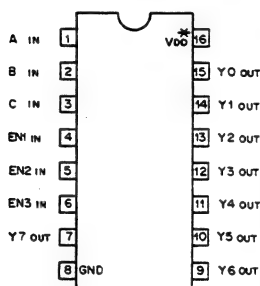 A IN 1 * VDD 16
B IN 2 15 Y0 OUT
C IN 3 14 Y1 OUT
EN1 IN 4 13 Y2 OUT
EN2 IN 5 12 Y3 OUT
EN3 IN 6 11 Y4 OUT
Y7 OUT 7 10 Y5 OUT
8 GND 9 Y6 OUT